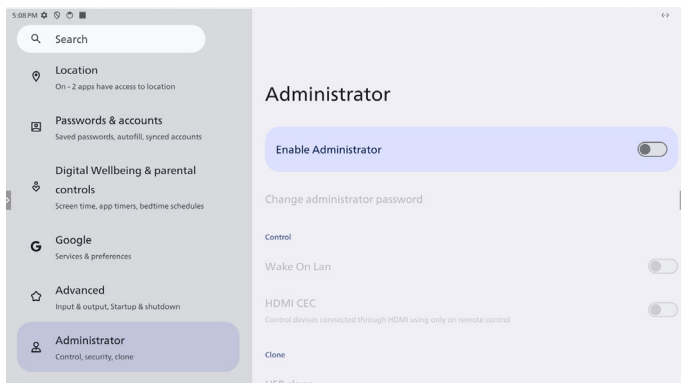 5:08 PM
Search
Location
On - 2 apps have access to location
Passwords & accounts
Saved passwords, autofill, synced accounts
Digital Wellbeing & parental
controls
Screen time, app timers, bedtime schedules
Google
Services & preferences
Advanced
Input & output, Startup & shutdown
Administrator
Control, security, clone
Administrator
Enable Administrator
Change administrator password
Control
Wake On Lan
HDMI CEC
Control devices connected through HDMI using only on remote control
Clone
USB clone